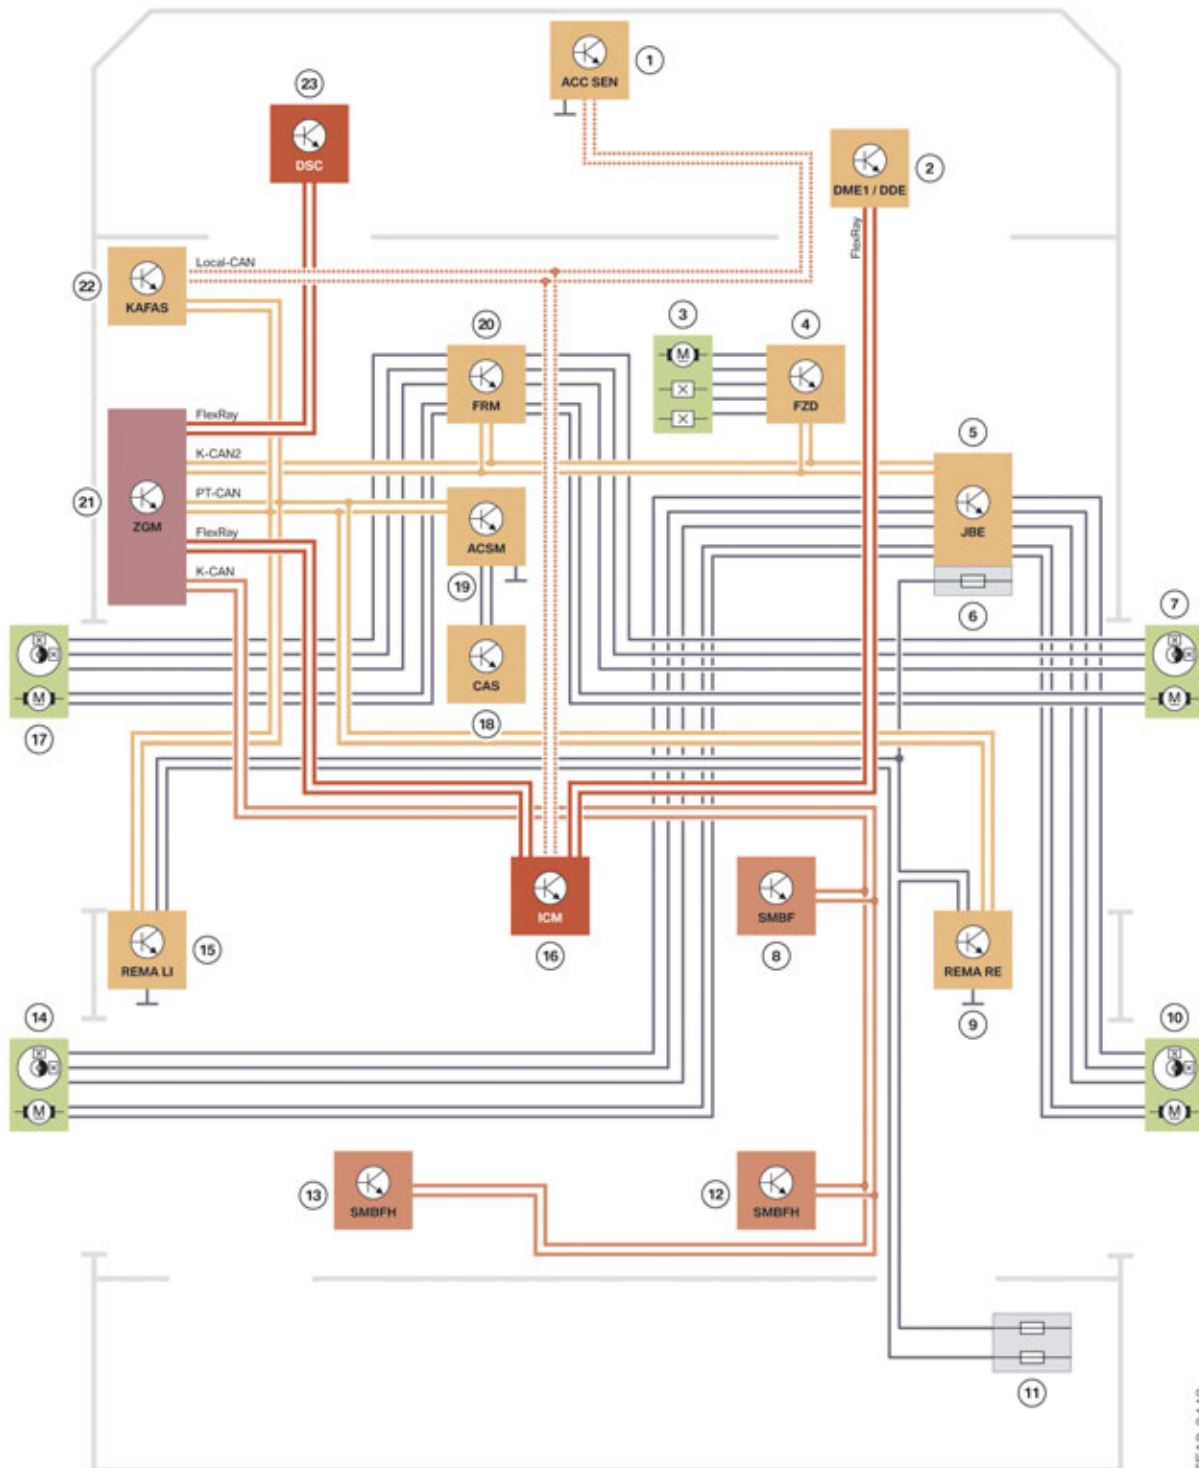 1
ACC SEN
23
DSC
2
DME1 / DDE
FlexRay
Local-CAN
22
KAFAS
3
4
M
20
FRM
FZD
FlexRay
5
K-CAN2
21
PT-CAN
ZGM
JBE
ACSM
FlexRay
K-CAN
19
6
7
CAS
M
M
17
18
ICM
SMBF
15
16
8
REMA LI
REMA RE
14
9
10
M
M
13
12
SMBFH
SMBFH
11